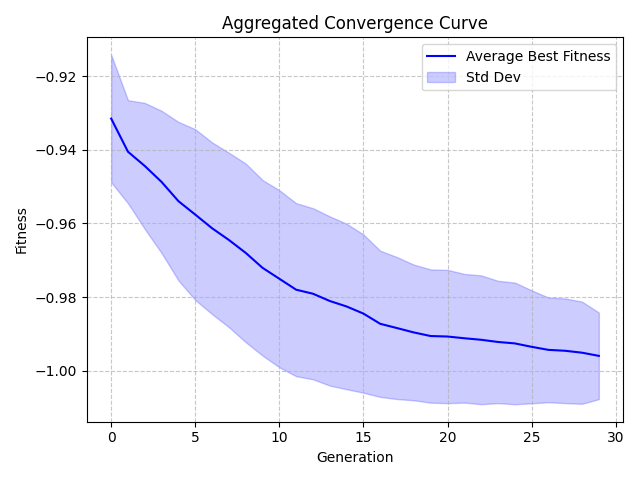 Aggregated Convergence Curve
Average Best Fitness
Std Dev
Fitness
−0.92
−0.94
−0.96
−0.98
−1.00
0 5 10 15 20 25 30
Generation